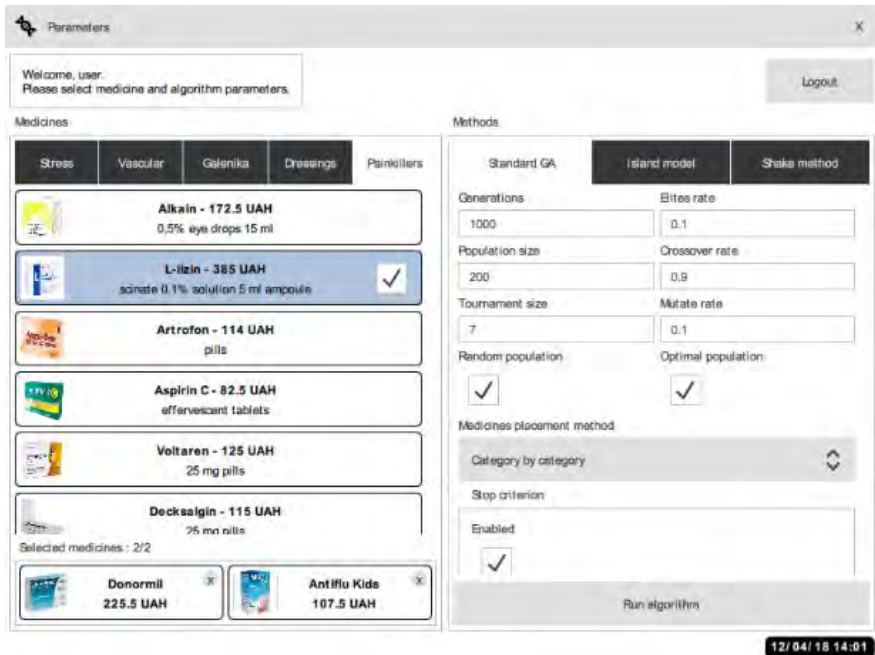 Parameters
X
Welcome, user.
Please select medicine and algorithm parameters.
Logout
Medicines
Methods
Stress
Vascular
Galenika
Dressings
Painkillers
Standard GA
Island model
Shake method
Alkain - 172.5 UAH
0,5% eye drops 15 ml
L-lizin - 385 UAH
scinate 0.1% solution 5 ml ampoule
Artrofon - 114 UAH
pills
Aspirin C - 82.5 UAH
effervescent tablets
Voltaren - 125 UAH
25 mg pills
Decksalgin - 115 UAH
25 mg pills
Selected medicines : 2/2
Donormil
225.5 UAH
X
Antiflu Kids
107.5 UAH
X
Generations
Elites rate
1000
0.1
Population size
Crossover rate
200
0.9
Tournament size
Mutate rate
7
0.1
Random population
Optimal population
Medicines placement method
Category by category
Stop criterion
Enabled
Run algorithm
12/04/18 14:01